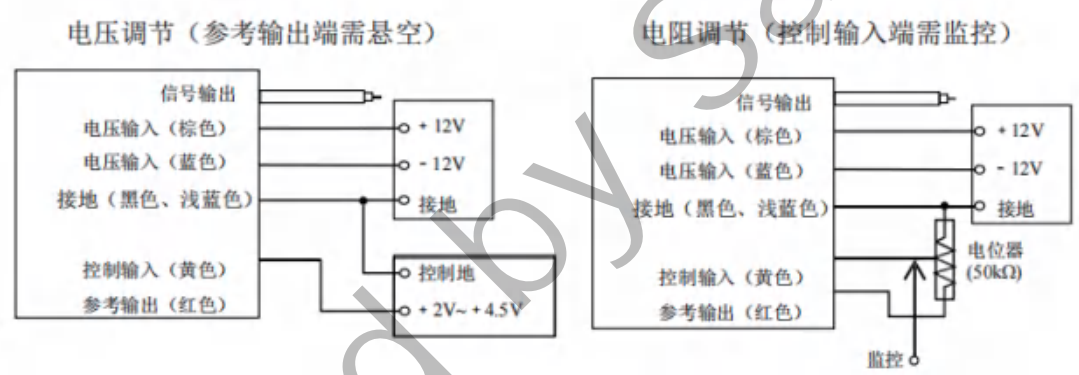 电压调节（参考输出端需悬空）
信号输出
电压输入（棕色）
电压输入（蓝色）
接地（黑色、浅蓝色）
控制输入（黄色）
参考输出（红色）
+ 12V
- 12V
接地
控制地
+ 2V~ + 4.5V
电阻调节（控制输入端需监控）
信号输出
电压输入（棕色）
电压输入（蓝色）
接地（黑色、浅蓝色）
控制输入（黄色）
参考输出（红色）
+ 12V
- 12V
接地
电位器
(50kΩ)
监控
d by Sa